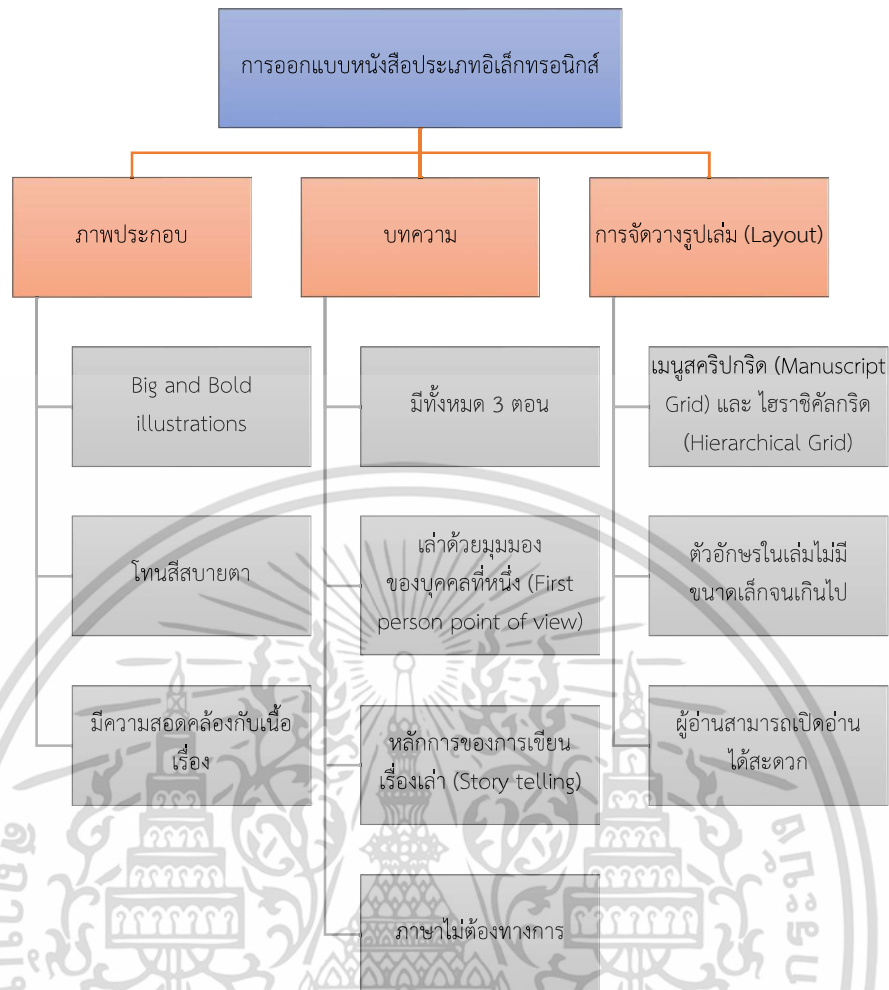 การออกแบบหนังสือประเภทอิเล็กทรอนิกส์
ภาพประกอบ
Big and Bold
illustrations
โทนสีสบายตา
มีความสอดคล้องกับเนื้อ
เรื่อง
บทความ
มีทั้งหมด 3 ตอน
เล่าด้วยมุมมอง
ของบุคคลที่หนึ่ง (First
person point of view)
หลักการของการเขียน
เรื่องเล่า (Story telling)
ภาษาไม่ต้องทางการ
การจัดวางรูปเล่ม (Layout)
เมนูสคริปกริด (Manuscript
Grid) และ ไฮราชิคัลกริด
(Hierarchical Grid)
ตัวอักษรในเล่มไม่มี
ขนาดเล็กจนเกินไป
ผู้อ่านสามารถเปิดอ่าน
ได้สะดวก